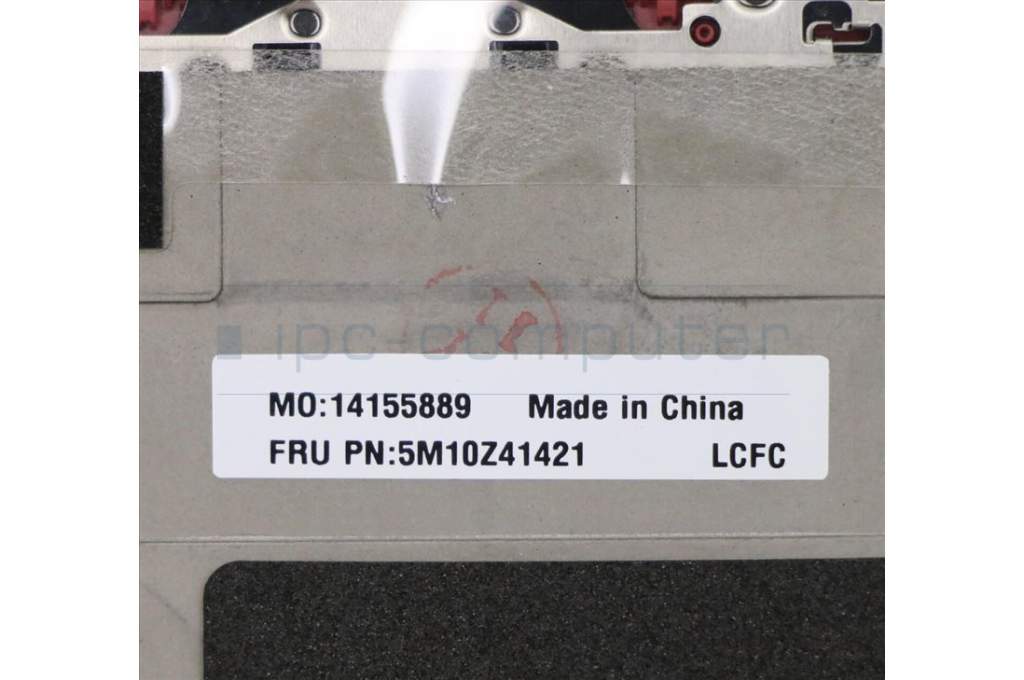 ipc-computer
MO:14155889 Made in China
FRU PN:5M10Z41421 LCFC